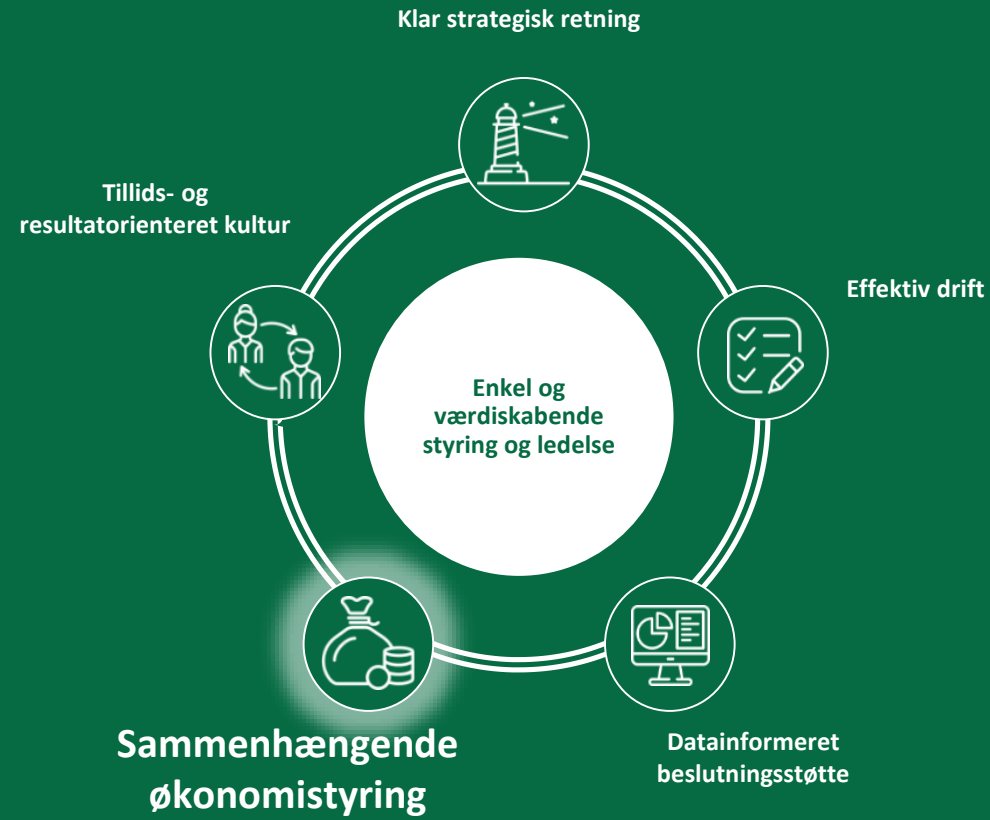 Klar strategisk retning
Tillids- og
resultatorienteret kultur
Effektiv drift
Enkel og
værdiskabende
styring og ledelse
Sammenhængende
økonomistyring
Datainformeret
beslutningsstøtte